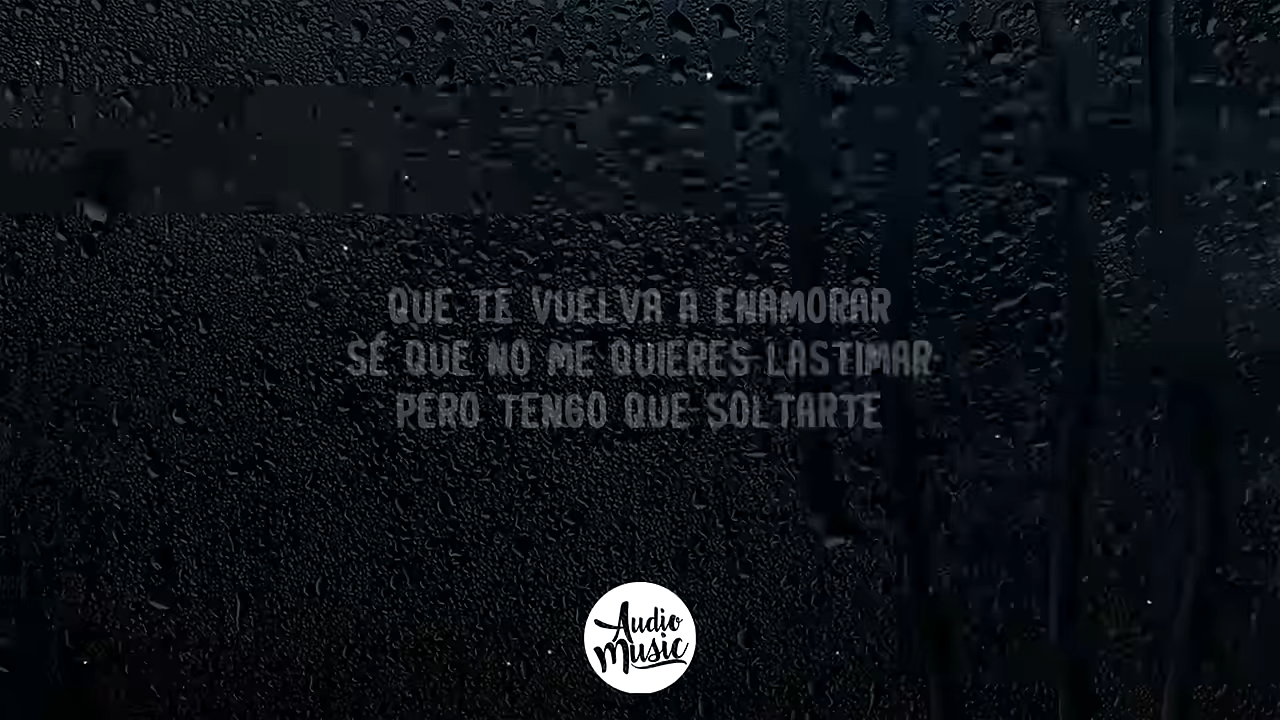 QUE TE VUELVA A ENAMORAR
SÉ QUE NO ME QUIERES LASTIMAR
PERO TENGO QUE SOLTARTE
Audio
Music